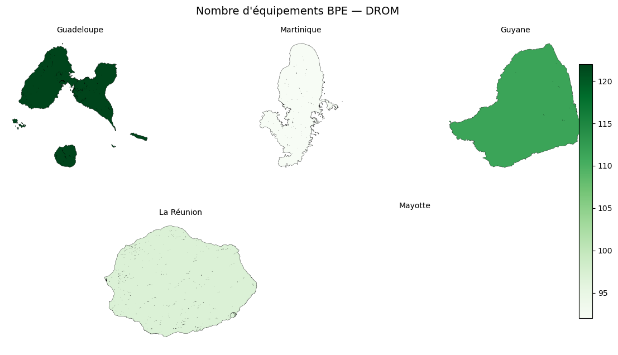 Nombre d'équipements BPE — DROM
Guadeloupe
Martinique
Guyane
120
115
110
105
100
95
La Réunion
Mayotte